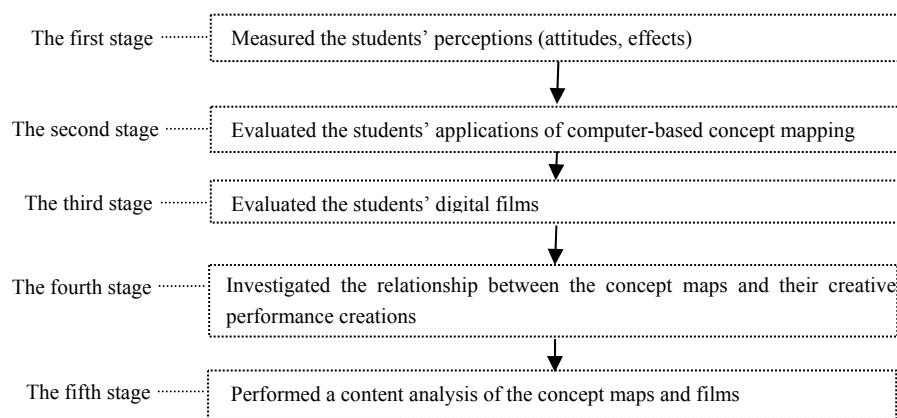 The first stage
Measured the students’ perceptions (attitudes, effects)
The second stage
Evaluated the students’ applications of computer-based concept mapping
The third stage
Evaluated the students’ digital films
The fourth stage
Investigated the relationship between the concept maps and their creative
performance creations
The fifth stage
Performed a content analysis of the concept maps and films